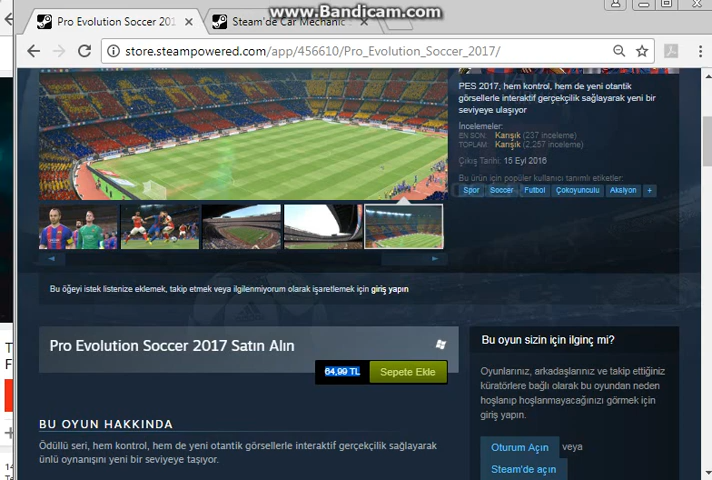 www.Bandicam.com
Pro Evolution Soccer 201
Steam'de Car Mechanic
store.steampowered.com/app/456610/Pro_Evolution_Soccer_2017/
PES 2017, hem kontrol, hem de yeni otantik
görsellerle interaktif gerçekçilik sağlayarak yeni bir
seviyeye ulaşıyor
İncelemeler:
EN SON: Karışık (237 inceleme)
TOPLAM: Karışık (2,257 inceleme)
Çıkış Tarihi: 15 Eyl 2016
Bu ürün için popüler kullanıcı tanımlı etiketler:
Spor Soccer Futbol Çokoyunculu Aksiyon +
Bu öğeyi istek listenize eklemek, takip etmek veya ilgilenmiyorum olarak işaretlemek için giriş yapın
Pro Evolution Soccer 2017 Satın Alın
64,99 TL Sepete Ekle
BU OYUN HAKKINDA
Ödüllü seri, hem kontrol, hem de yeni otantik görsellerle interaktif gerçekçilik sağlayarak
ünlü oynanışını yeni bir seviyeye taşıyor.
Bu oyun sizin için ilginç mi?
Oyunlarınız, arkadaşlarınız ve takip ettiğiniz
küratörlere bağlı olarak bu oyundan neden
hoşlanıp hoşlanmayacağınızı görmek için
giriş yapın.
Oturum Açın veya
Steam'de açın